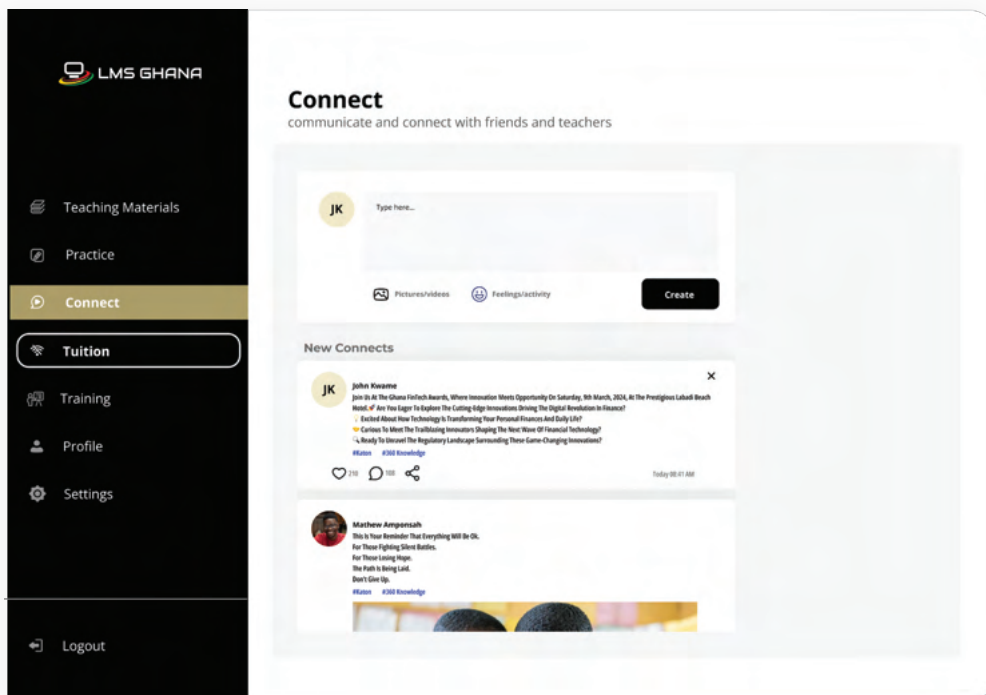 LMS GHANA
Teaching Materials
Practice
Connect
Tuition
Training
Profile
Settings
Logout
Connect
communicate and connect with friends and teachers
JK
Type here...
Pictures/videos
Feelings/activity
Create
New Connects
JK
John Kwame
Join Us At The Ghana FinTech Awards, Where Innovation Meets Opportunity On Saturday, 9th March, 2024, At The Prestigious Labadi Beach
Hotel.🚀 Are You Eager To Explore The Cutting-Edge Innovations Driving The Digital Revolution In Finance?
💡 Excited About How Technology Is Transforming Your Personal Finances And Daily Life?
🤝 Curious To Meet The Trailblazing Innovators Shaping The Next Wave Of Financial Technology?
🔍 Ready To Unravel The Regulatory Landscape Surrounding These Game-Changing Innovations?
#Katon #360 Knowledge
210 100
Today 08:41 AM
Mathew Amponsah
This Is Your Reminder That Everything Will Be Ok.
For Those Fighting Silent Battles.
For Those Losing Hope.
The Path Is Being Laid.
Don't Give Up.
#Katon #360 Knowledge